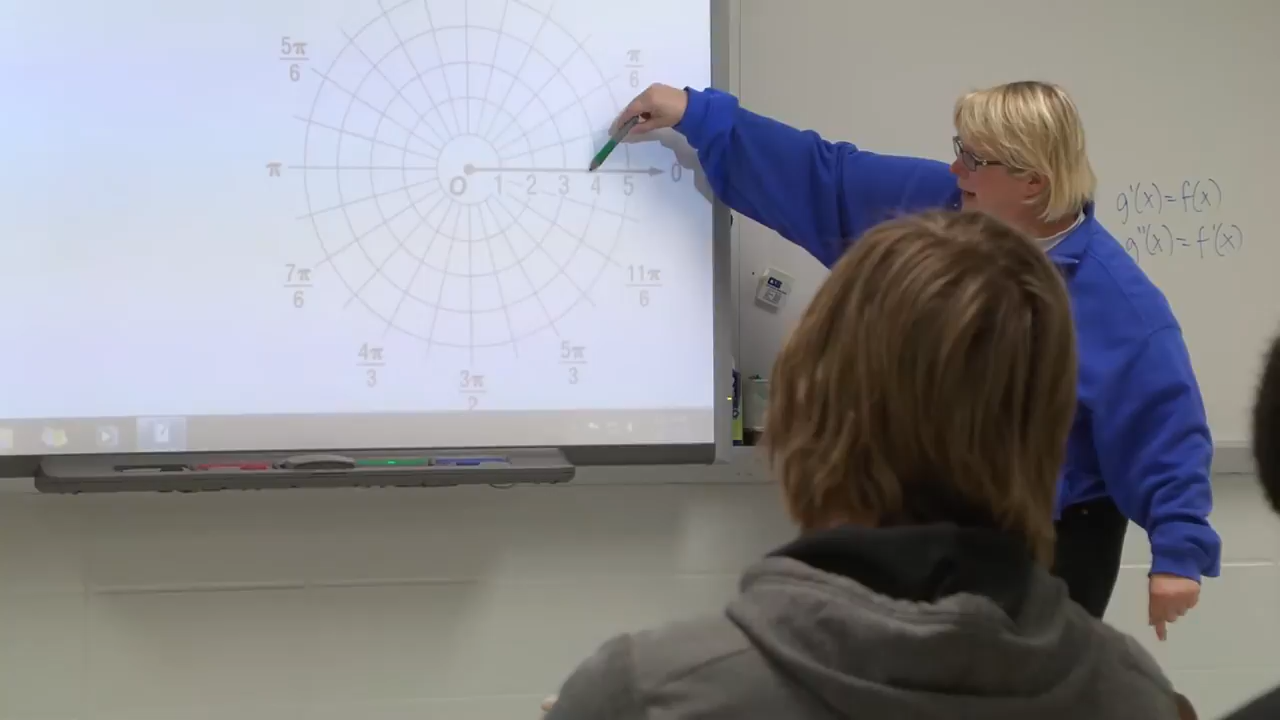 5π/6
π/6
π
0
O 1 2 3 4 5
7π/6
11π/6
4π/3
5π/3
3π/2
g'(x)=f(x)
g''(x)=f'(x)